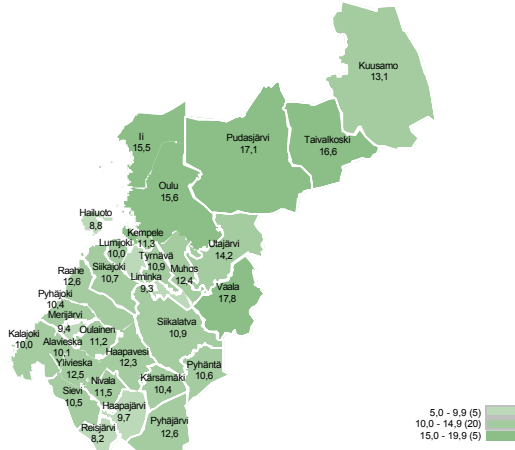 Kuusamo
13,1
Ii
15,5
Pudasjärvi
17,1
Taivalkoski
16,6
Oulu
15,6
Hailuoto
8,8
Kempele
11,3
Lumijoki
10,0
Tyrnävä
10,9
Utajärvi
14,2
Siikajoki
10,7
Muhos
12,4
Raahe
12,6
Liminka
9,3
Vaala
17,8
Pyhäjoki
10,4
Merijärvi
9,4
Siikalatva
10,9
Kalajoki
10,0
Oulainen
11,2
Alavieska
10,1
Haapavesi
12,3
Ylivieska
12,5
Pyhäntä
10,6
Nivala
11,5
Kärsämäki
10,4
Sievi
10,5
Haapajärvi
9,7
Pyhäjärvi
12,6
Reisjärvi
8,2
5,0 - 9,9 (5)
10,0 - 14,9 (20)
15,0 - 19,9 (5)